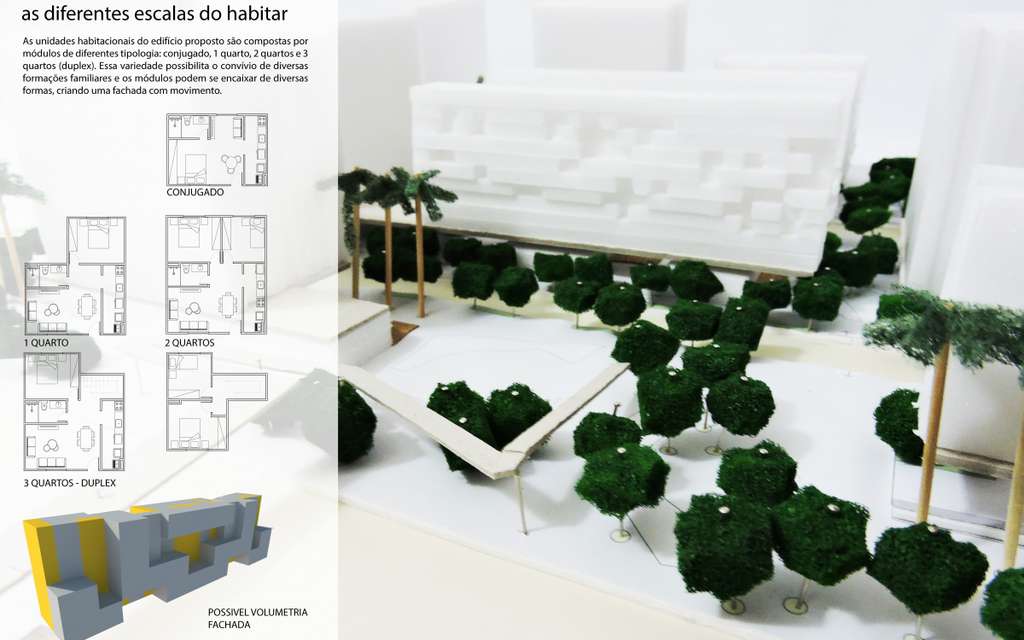 as diferentes escalas do habitar
As unidades habitacionais do edifício proposto são compostas por
módulos de diferentes tipologia: conjugado, 1 quarto, 2 quartos e 3
quartos (duplex). Essa variedade possibilita o convívio de diversas
formações familiares e os módulos podem se encaixar de diversas
formas, criando uma fachada com movimento.
CONJUGADO
1 QUARTO
2 QUARTOS
3 QUARTOS - DUPLEX
POSSIVEL VOLUMETRIA
FACHADA